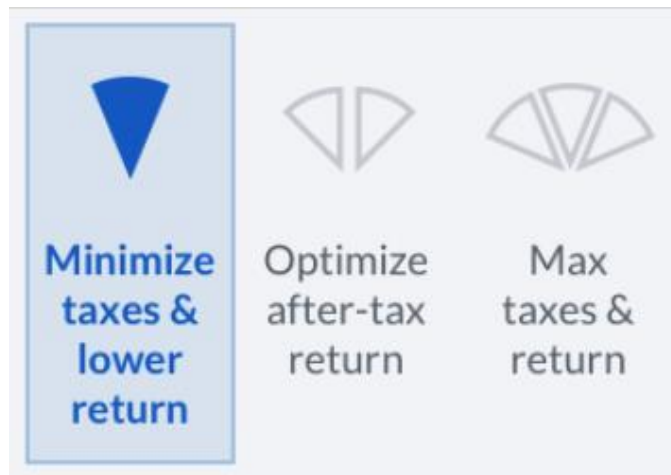 Minimize
taxes &
lower
return
Optimize
after-tax
return
Max
taxes &
return